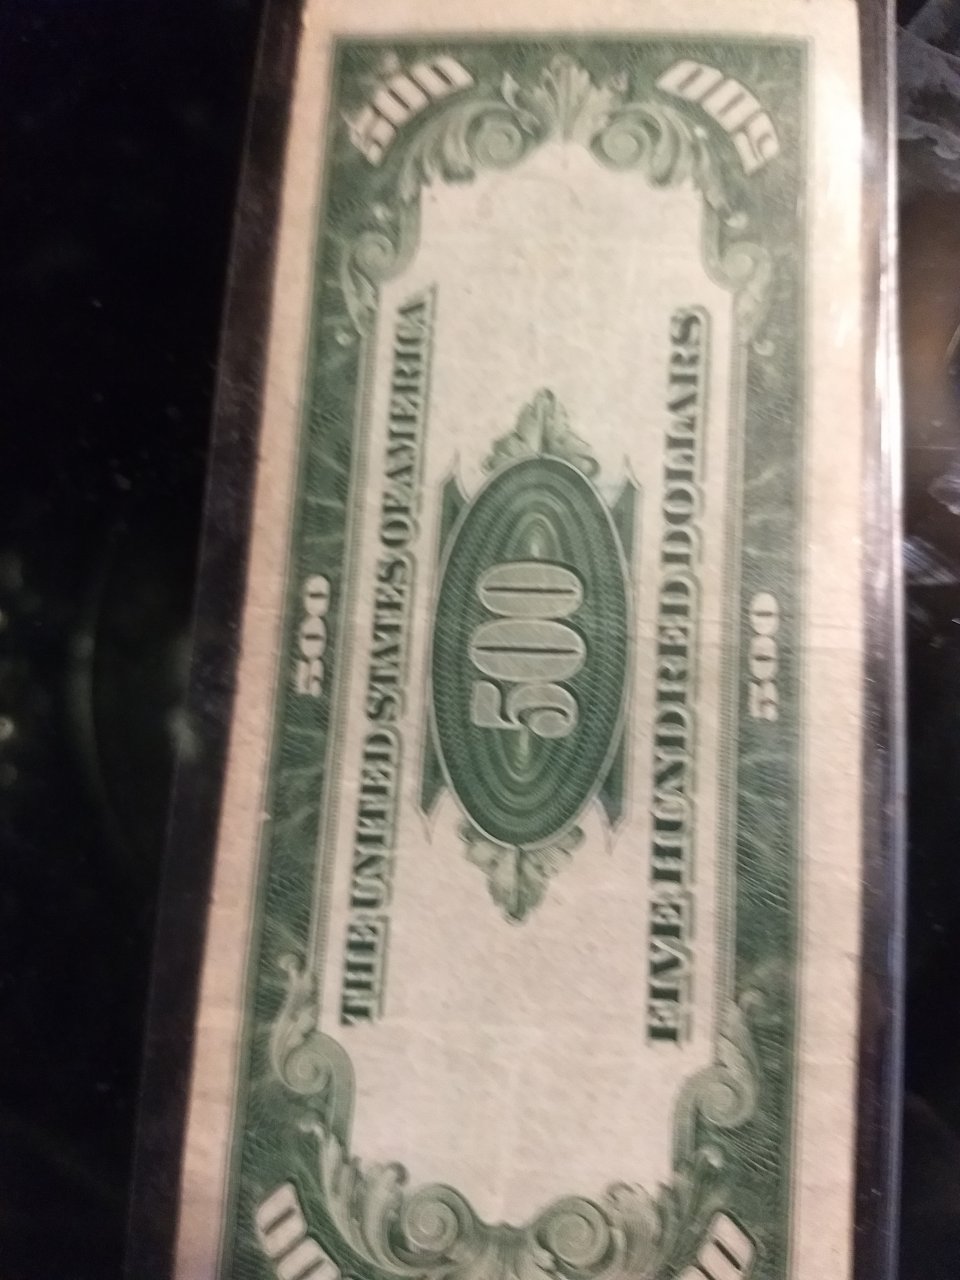 500 500
500
THE UNITED STATES OF AMERICA
500
FIVE HUNDRED DOLLARS
500